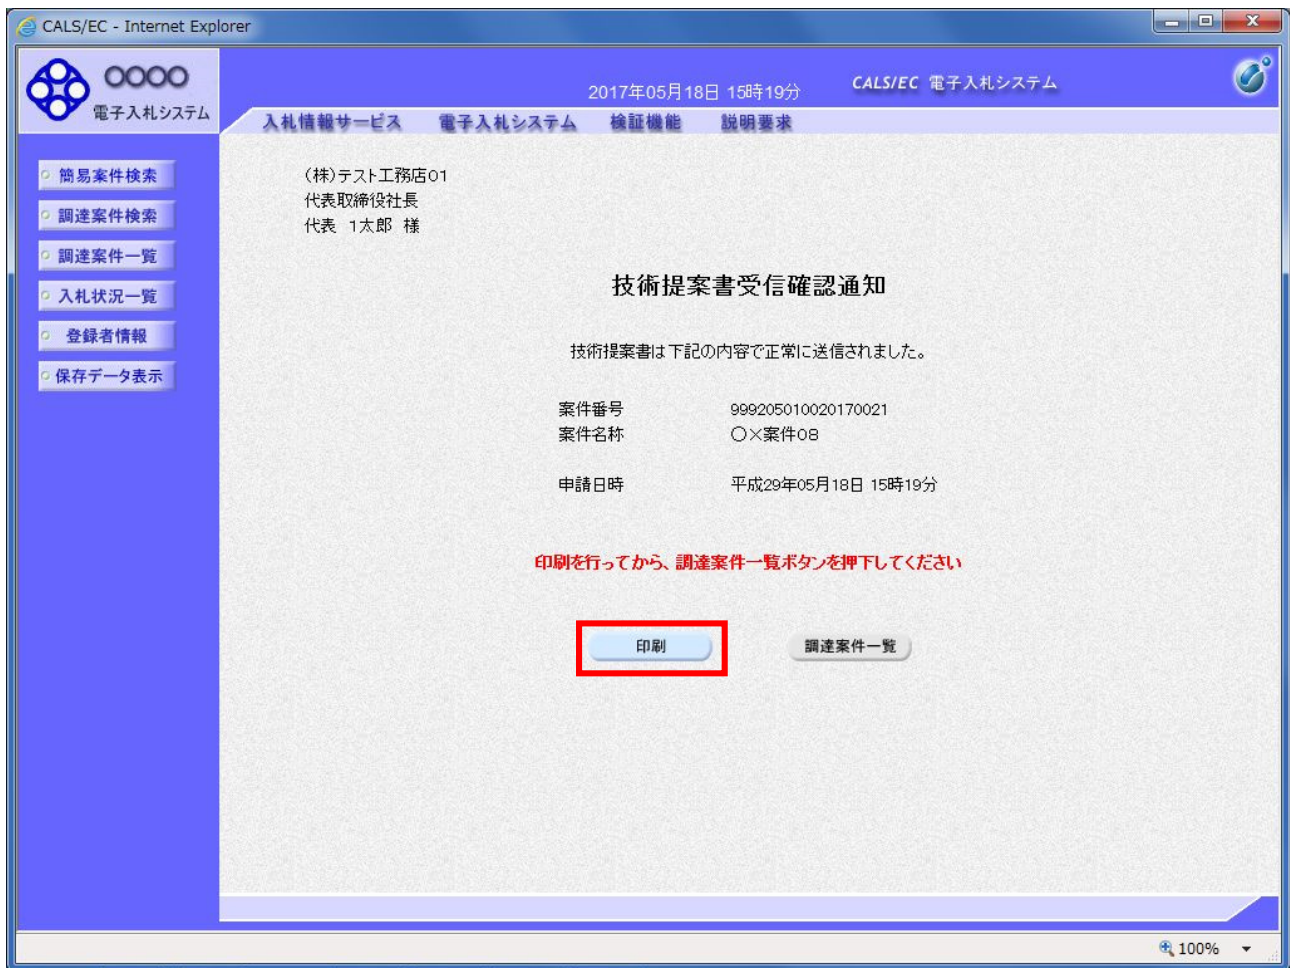 CALS/EC - Internet Explorer
〇〇〇〇
電子入札システム
2017年05月18日 15時19分
CALS/EC 電子入札システム
入札情報サービス 電子入札システム 検証機能 説明要求
簡易案件検索
調達案件検索
調達案件一覧
入札状況一覧
登録者情報
保存データ表示
(株)テスト工務店01
代表取締役社長
代表 1太郎 様
技術提案書受信確認通知
技術提案書は下記の内容で正常に送信されました。
案件番号 999205010020170021
案件名称 〇×案件08
申請日時 平成29年05月18日 15時19分
印刷を行ってから、調達案件一覧ボタンを押下してください
印刷 調達案件一覧
100%